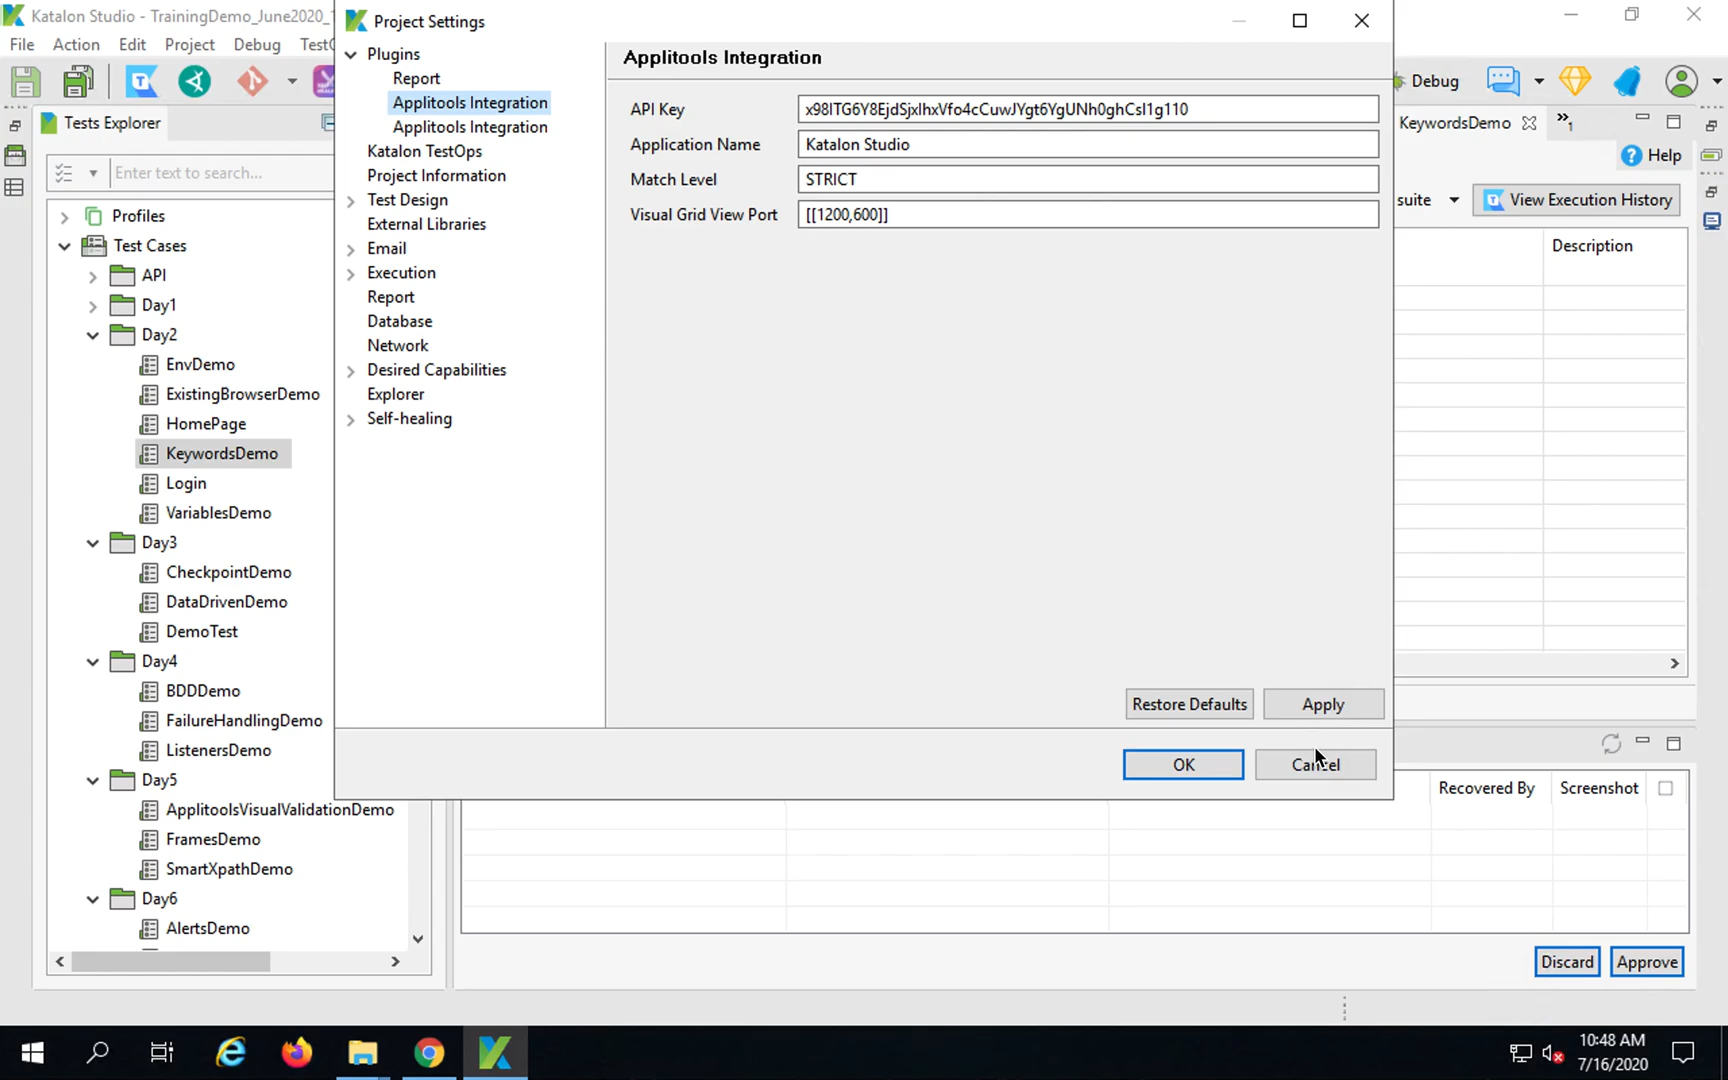 Katalon Studio - TrainingDemo_June2020_
File Action Edit Project Debug
Tests Explorer
Enter text to search...
Profiles
Test Cases
API
Day1
Day2
EnvDemo
ExistingBrowserDemo
HomePage
KeywordsDemo
Login
VariablesDemo
Day3
CheckpointDemo
DataDrivenDemo
DemoTest
Day4
BDDDemo
FailureHandlingDemo
ListenersDemo
Day5
ApplitoolsVisualValidationDemo
FramesDemo
SmartXpathDemo
Day6
AlertsDemo
Project Settings
Plugins
Report
Applitools Integration
Applitools Integration
Katalon TestOps
Project Information
Test Design
External Libraries
Email
Execution
Report
Database
Network
Desired Capabilities
Explorer
Self-healing
Applitools Integration
API Key x98ITG6Y8EjdSjxlhxVfo4cCuwJYgt6YgUNh0ghCsI1g110
Application Name Katalon Studio
Match Level STRICT
Visual Grid View Port [[1200,600]]
Restore Defaults Apply
OK Cancel
Debug
KeywordsDemo
Help
suite View Execution History
Description
Recovered By Screenshot
Discard Approve
10:48 AM
7/16/2020